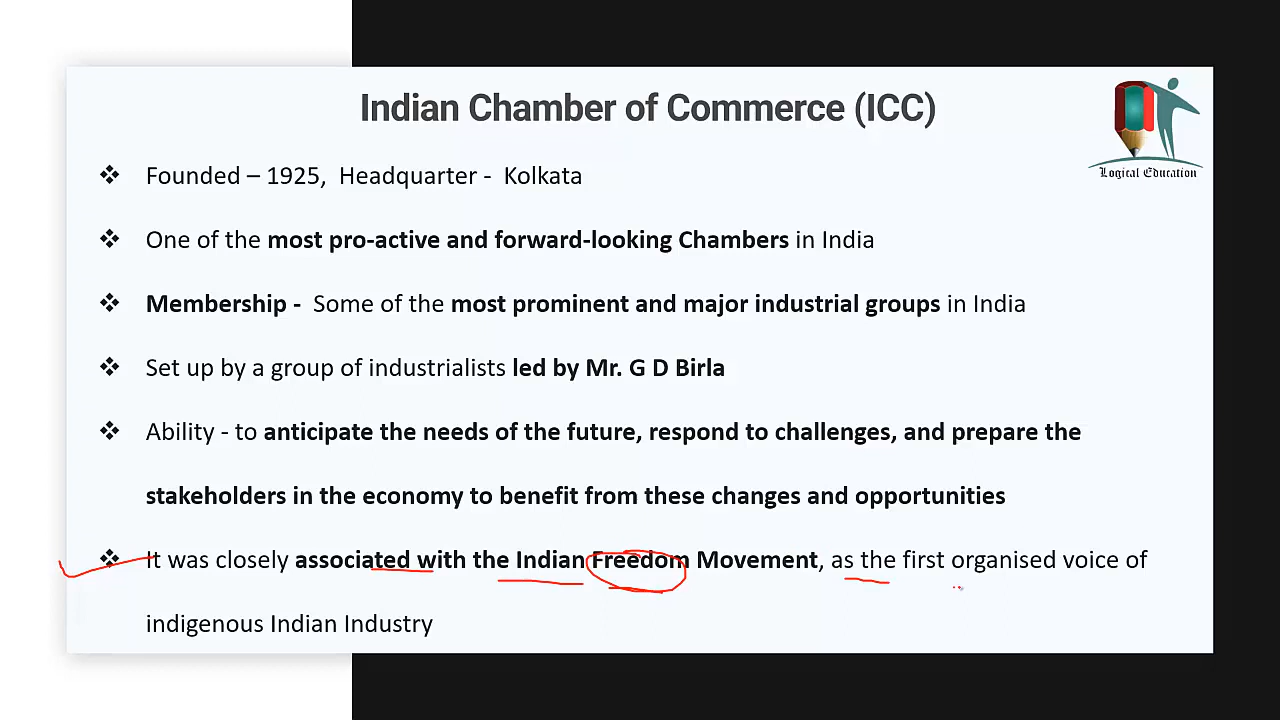 Indian Chamber of Commerce (ICC)
Logical Education
❖ Founded – 1925, Headquarter - Kolkata
❖ One of the most pro-active and forward-looking Chambers in India
❖ Membership - Some of the most prominent and major industrial groups in India
❖ Set up by a group of industrialists led by Mr. G D Birla
❖ Ability - to anticipate the needs of the future, respond to challenges, and prepare the
stakeholders in the economy to benefit from these changes and opportunities
❖ It was closely associated with the Indian Freedom Movement, as the first organised voice of
indigenous Indian Industry